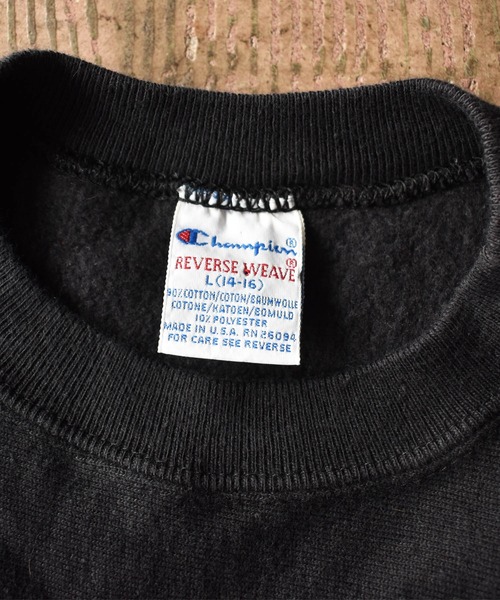 Champion®
REVERSE WEAVE®
L(14-16)
90% COTTON/COTON/BAUMWOLLE
COTONE/KATOEN/BOMULD
10% POLYESTER
MADE IN U.S.A. RN 26094
FOR CARE SEE REVERSE